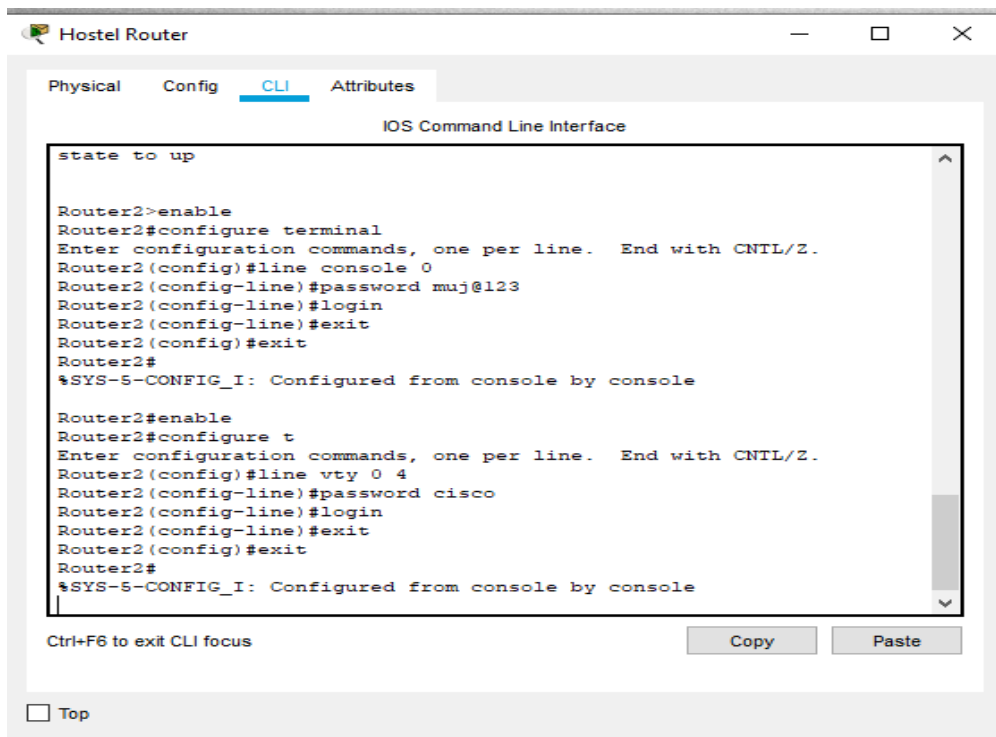 Hostel Router
Physical Config CLI Attributes
IOS Command Line Interface
state to up
Router2>enable
Router2#configure terminal
Enter configuration commands, one per line.  End with CNTL/Z.
Router2(config)#line console 0
Router2(config-line)#password muj@123
Router2(config-line)#login
Router2(config-line)#exit
Router2(config)#exit
Router2#
%SYS-5-CONFIG_I: Configured from console by console
Router2#enable
Router2#configure t
Enter configuration commands, one per line.  End with CNTL/Z.
Router2(config)#line vty 0 4
Router2(config-line)#password cisco
Router2(config-line)#login
Router2(config-line)#exit
Router2(config)#exit
Router2#
%SYS-5-CONFIG_I: Configured from console by console
Ctrl+F6 to exit CLI focus Copy Paste
Top